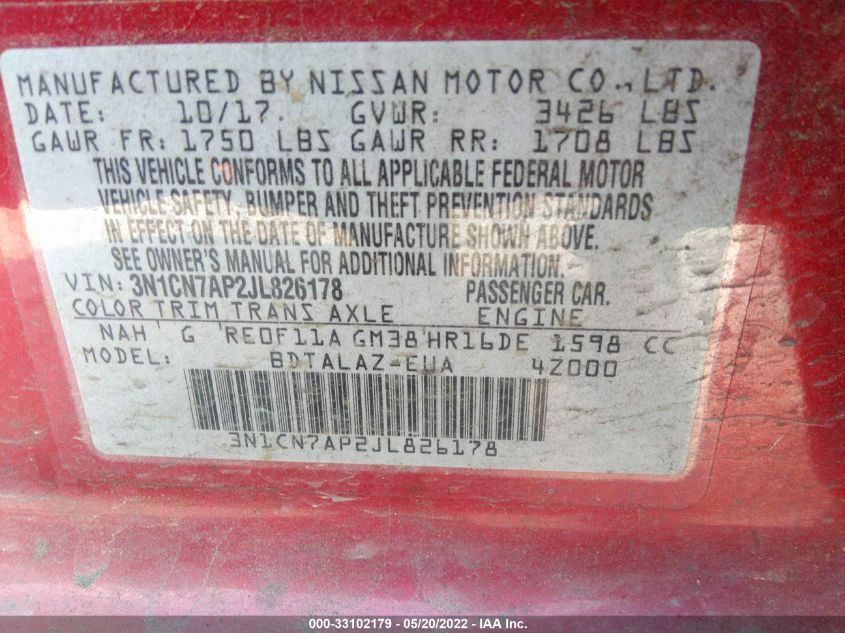 MANUFACTURED BY NISSAN MOTOR CO., LTD.
DATE: 10/17. GVWR: 3426 LBS
GAWR FR: 1750 LBS GAWR RR: 1708 LBS
THIS VEHICLE CONFORMS TO ALL APPLICABLE FEDERAL MOTOR
VEHICLE SAFETY, BUMPER AND THEFT PREVENTION STANDARDS
IN EFFECT ON THE DATE OF MANUFACTURE SHOWN ABOVE.
SEE OWNER'S MANUAL FOR ADDITIONAL INFORMATION.
VIN: 3N1CN7AP2JL826178 PASSENGER CAR.
COLOR TRIM TRANS AXLE ENGINE
NAH G RE0F11A GM38 HR16DE 1598 CC
MODEL: BDTALAZ-EUA 4Z000
3N1CN7AP2JL826178
000-33102179 - 05/20/2022 - IAA Inc.